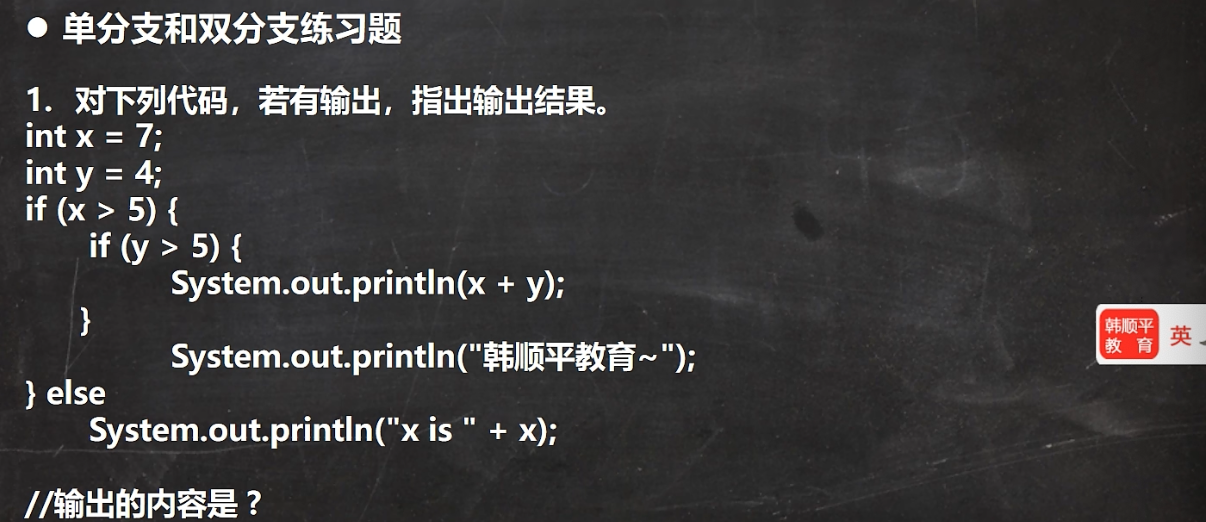 ● 单分支和双分支练习题
1. 对下列代码，若有输出，指出输出结果。
int x = 7;
int y = 4;
if (x > 5) {
if (y > 5) {
System.out.println(x + y);
}
System.out.println("韩顺平教育~");
} else
System.out.println("x is " + x);
//输出的内容是？
韩顺平
教 育
英